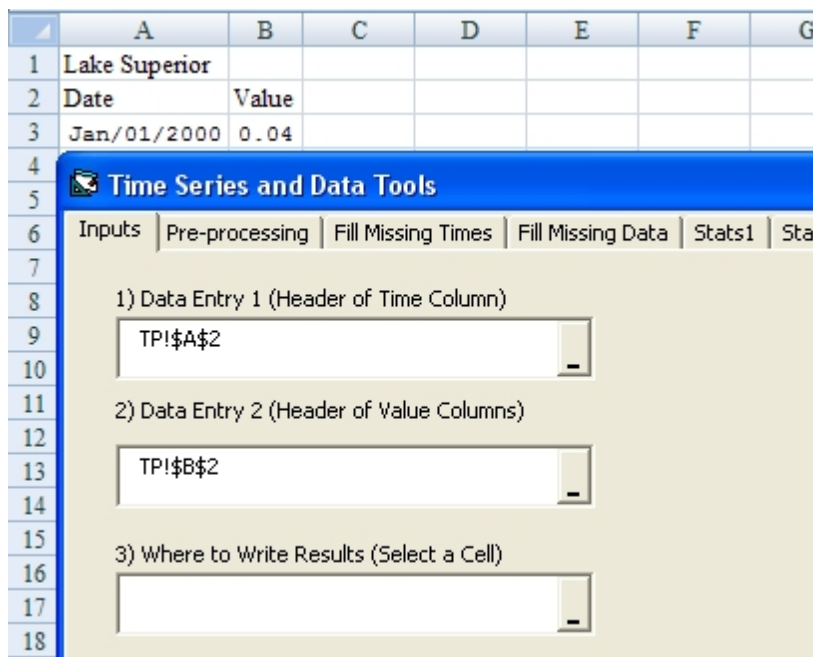 A B C D E F G
1 Lake Superior
2 Date Value
3 Jan/01/2000 0.04
4
5
6
7
8
9
10
11
12
13
14
15
16
17
18
Time Series and Data Tools
Inputs Pre-processing Fill Missing Times Fill Missing Data Stats1 Sta
1) Data Entry 1 (Header of Time Column)
TP!$A$2
2) Data Entry 2 (Header of Value Columns)
TP!$B$2
3) Where to Write Results (Select a Cell)